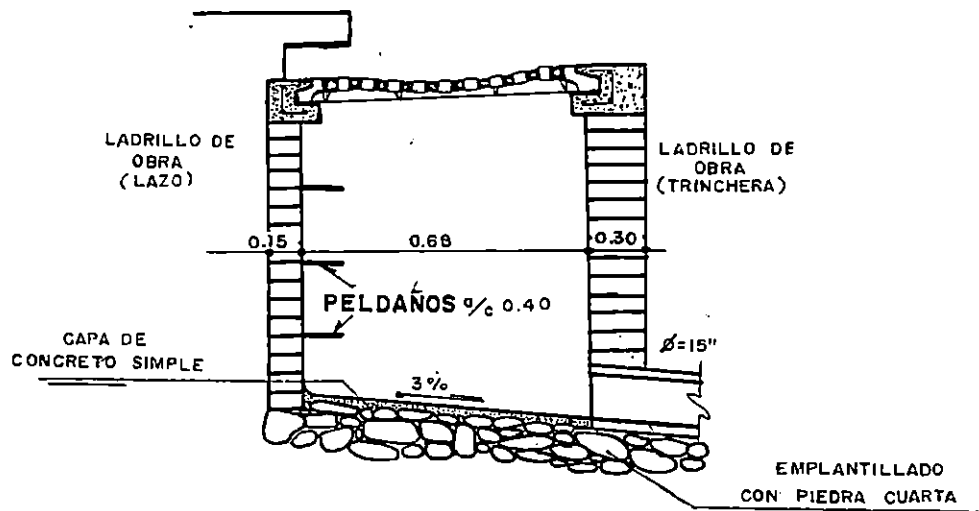 LADRILLO DE
OBRA
(LAZO)
LADRILLO DE
OBRA
(TRINCHERA)
0.15
0.68
0.30
PELDAÑOS a/c 0.40
CAPA DE
CONCRETO SIMPLE
Ø=15"
3%
EMPLANTILLADO
CON PIEDRA CUARTA